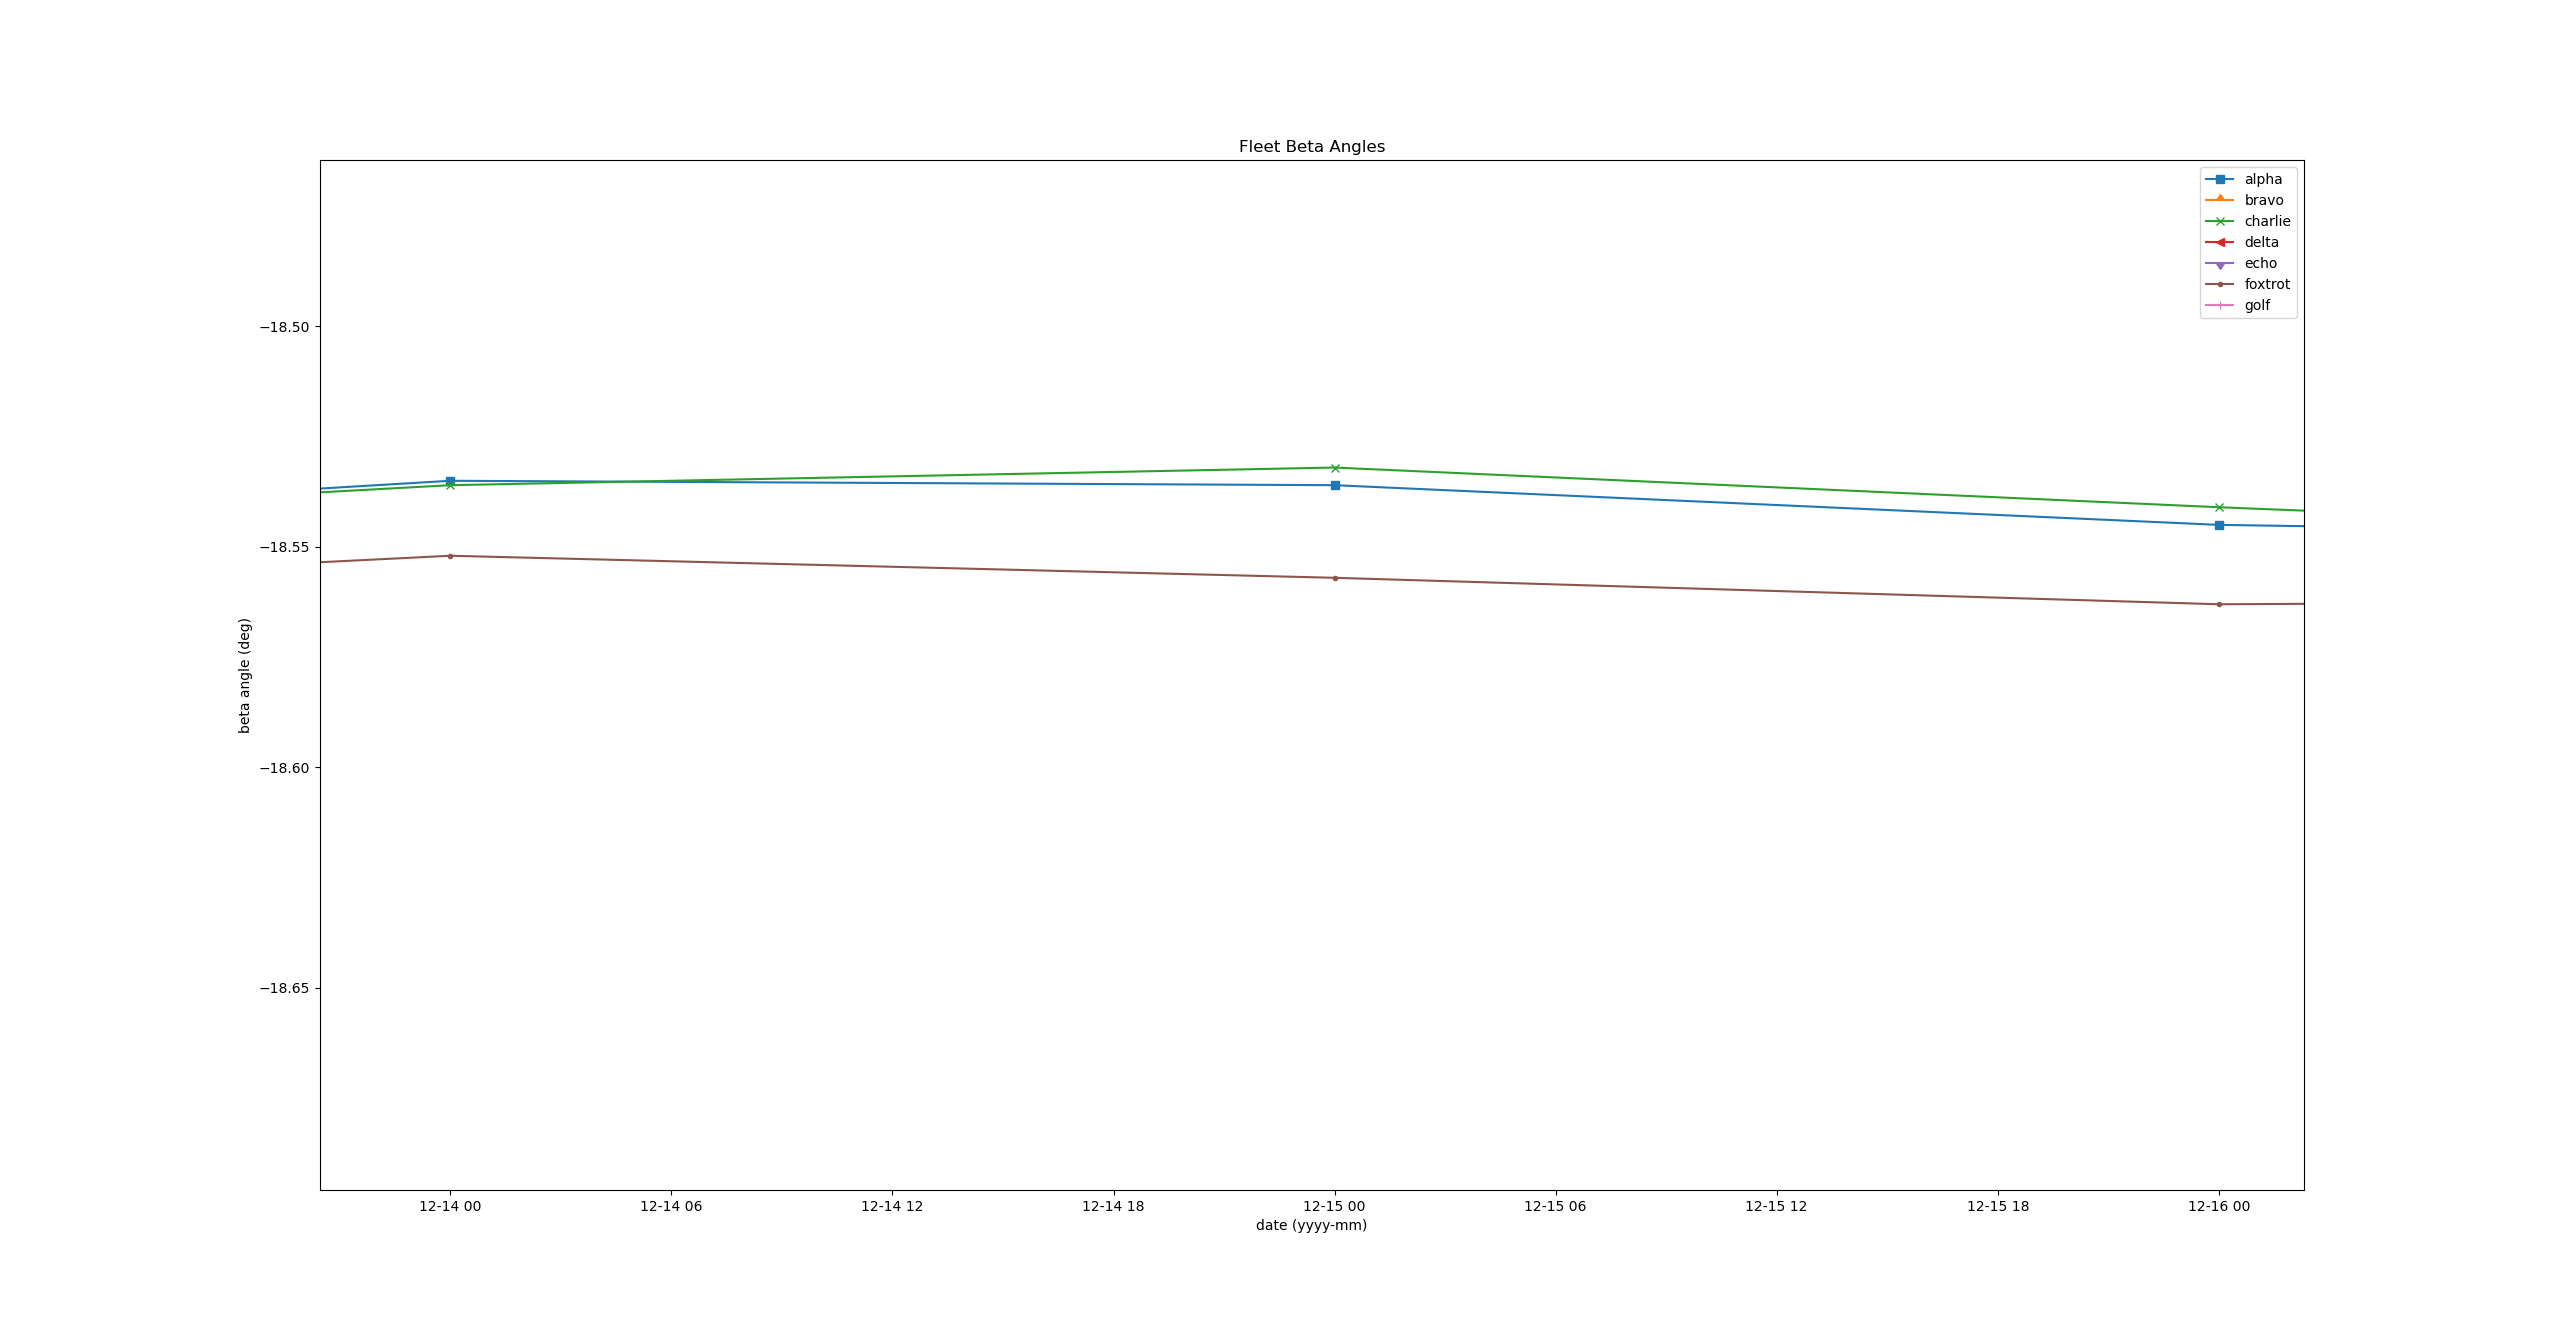 Fleet Beta Angles
alpha
bravo
charlie
delta
echo
foxtrot
golf
−18.50
−18.55
−18.60
−18.65
beta angle (deg)
12-14 00
12-14 06
12-14 12
12-14 18
12-15 00
12-15 06
12-15 12
12-15 18
12-16 00
date (yyyy-mm)